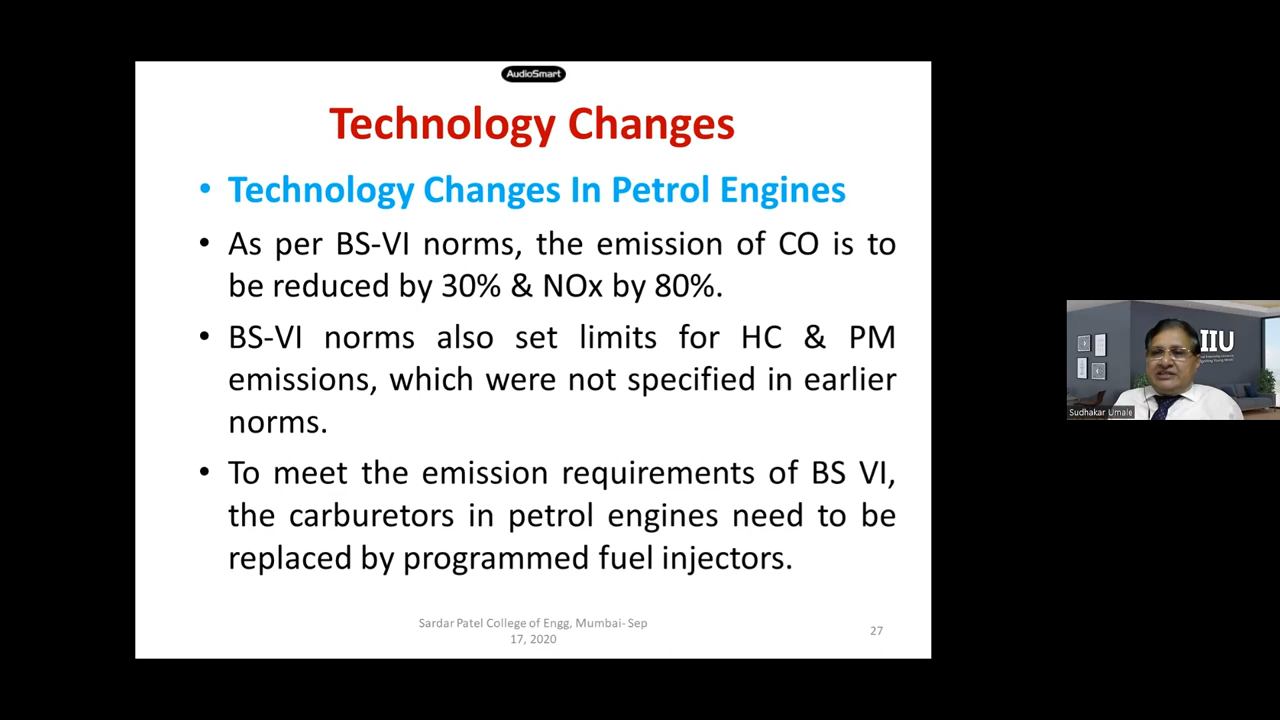 AudioSmart
Technology Changes
• Technology Changes In Petrol Engines
• As per BS-VI norms, the emission of CO is to
be reduced by 30% & NOx by 80%.
• BS-VI norms also set limits for HC & PM
emissions, which were not specified in earlier
norms.
• To meet the emission requirements of BS VI,
the carburetors in petrol engines need to be
replaced by programmed fuel injectors.
Sardar Patel College of Engg, Mumbai- Sep
17, 2020
27
IIU
Sudhakar Umale